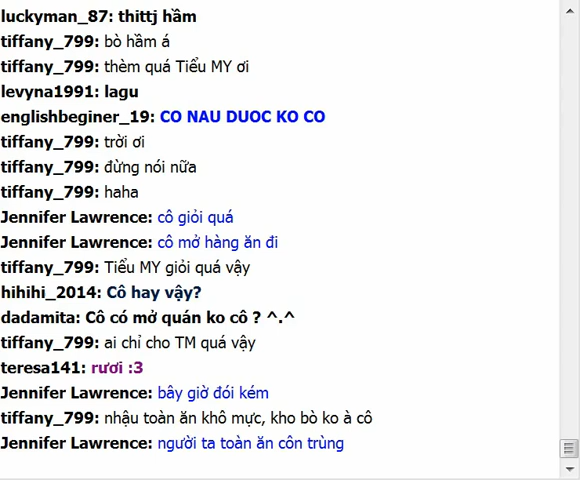 luckyman_87: thittj hầm
tiffany_799: bò hầm á
tiffany_799: thèm quá Tiểu MY ơi
levyna1991: lagu
englishbeginer_19: CO NAU DUOC KO CO
tiffany_799: trời ơi
tiffany_799: đừng nói nữa
tiffany_799: haha
Jennifer Lawrence: cô giỏi quá
Jennifer Lawrence: cô mở hàng ăn đi
tiffany_799: Tiểu MY giỏi quá vậy
hihihi_2014: Cô hay vậy?
dadamita: Cô có mở quán ko cô ? ^.^
tiffany_799: ai chỉ cho TM quá vậy
teresa141: rươi :3
Jennifer Lawrence: bây giờ đói kém
tiffany_799: nhậu toàn ăn khô mực, kho bò ko à cô
Jennifer Lawrence: người ta toàn ăn côn trùng